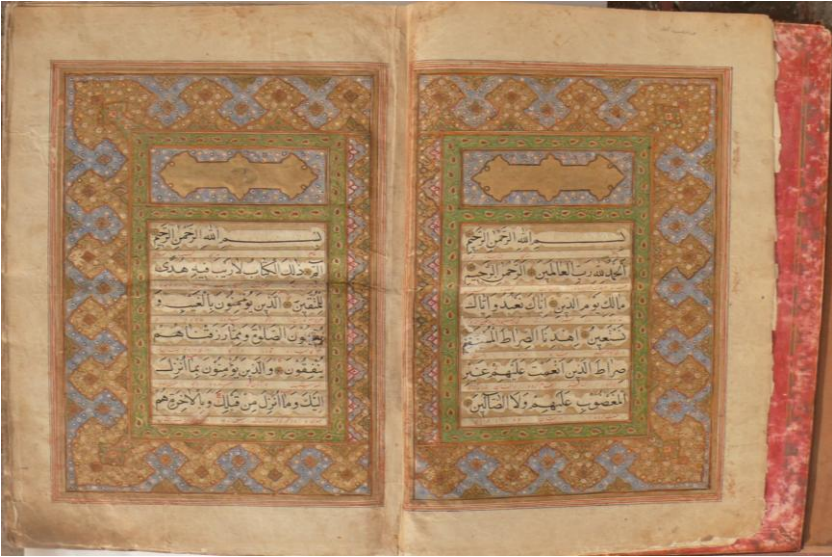 بسم الله الرحمن الرحيم
الحمد لله رب العالمين الرحمن الرحيم
مالك يوم الدين اياك نعبد واياك
نستعين اهدنا الصراط المستقيم
صراط الذين انعمت عليهم غير
المغضوب عليهم ولا الضالين
بسم الله الرحمن الرحيم
الم ذلك الكتاب لا ريب فيه هدى
للمتقين الذين يؤمنون بالغيب و
يقيمون الصلوة ومما رزقناهم
ينفقون والذين يؤمنون بما انزل
اليك وما انزل من قبلك وبالاخرة هم